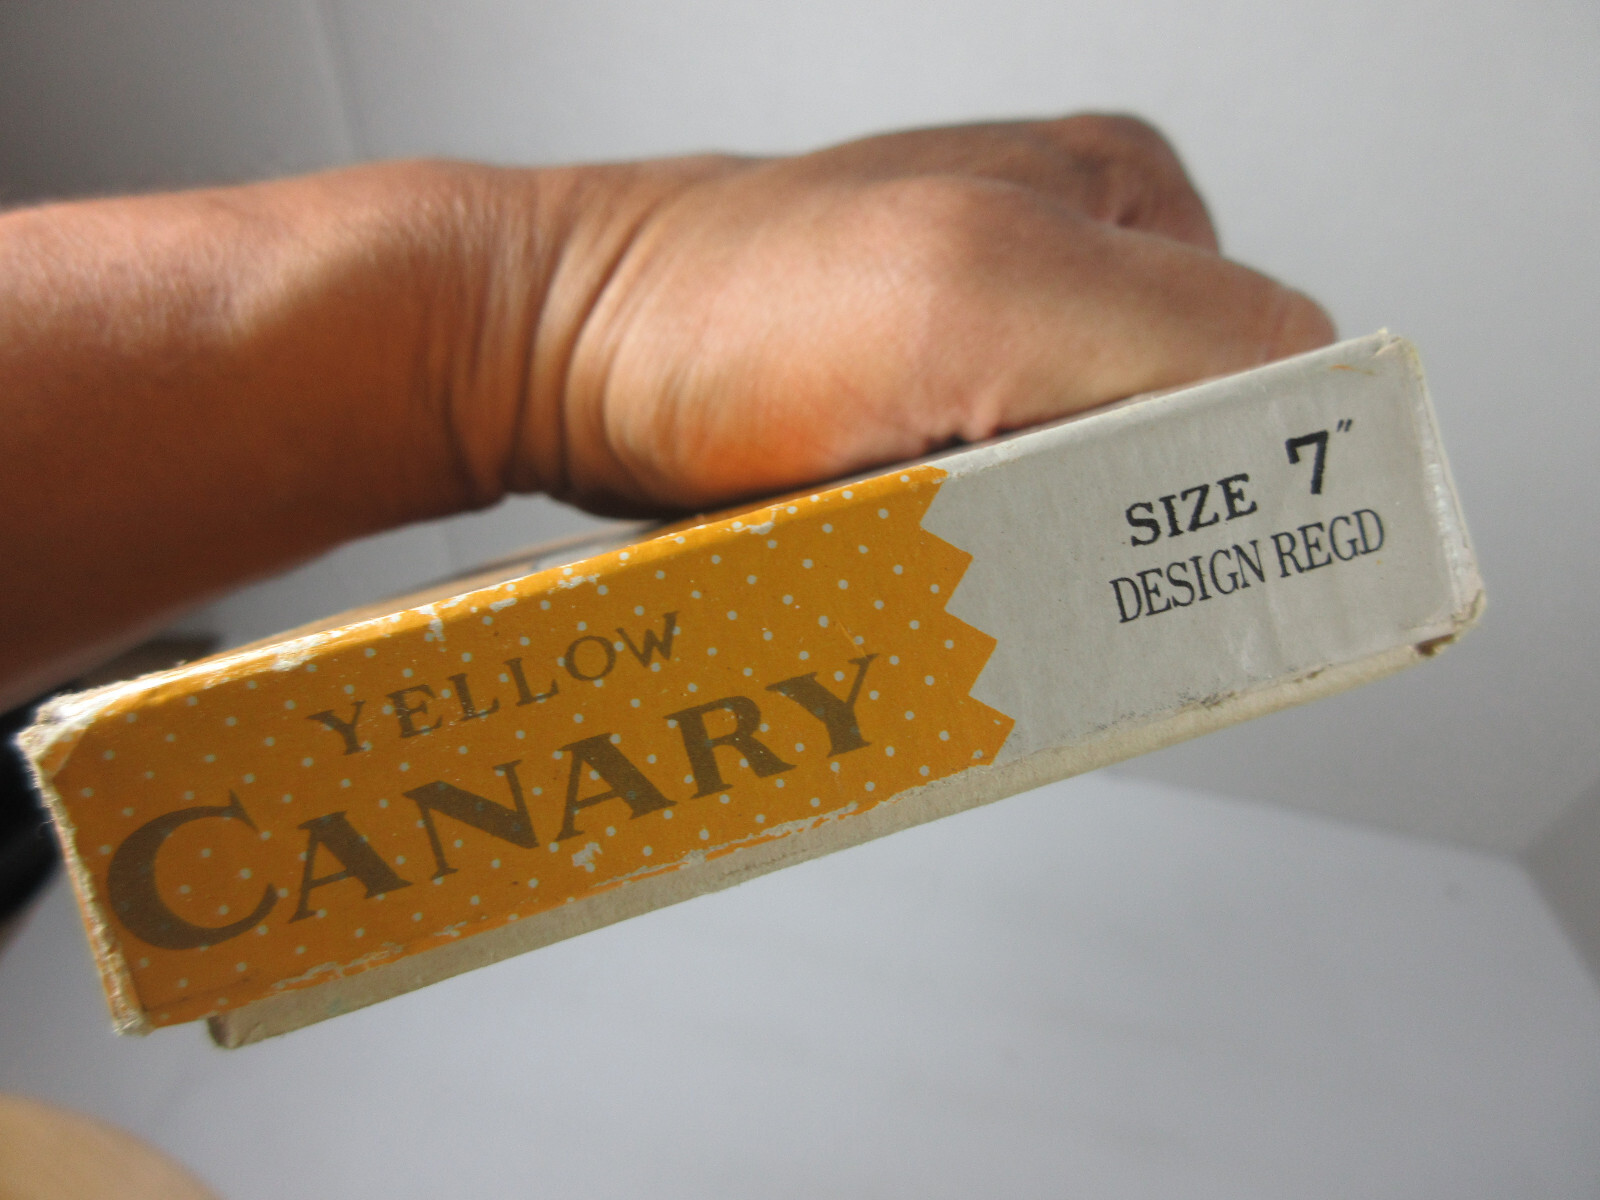 YELLOW
CANARY
SIZE 7"
DESIGN REGD